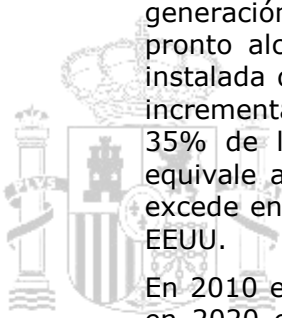 generación
pronto alc
instalada
incrementa
35% de l
equivale a
excede en
EEUU.
En 2010 e
en 2020